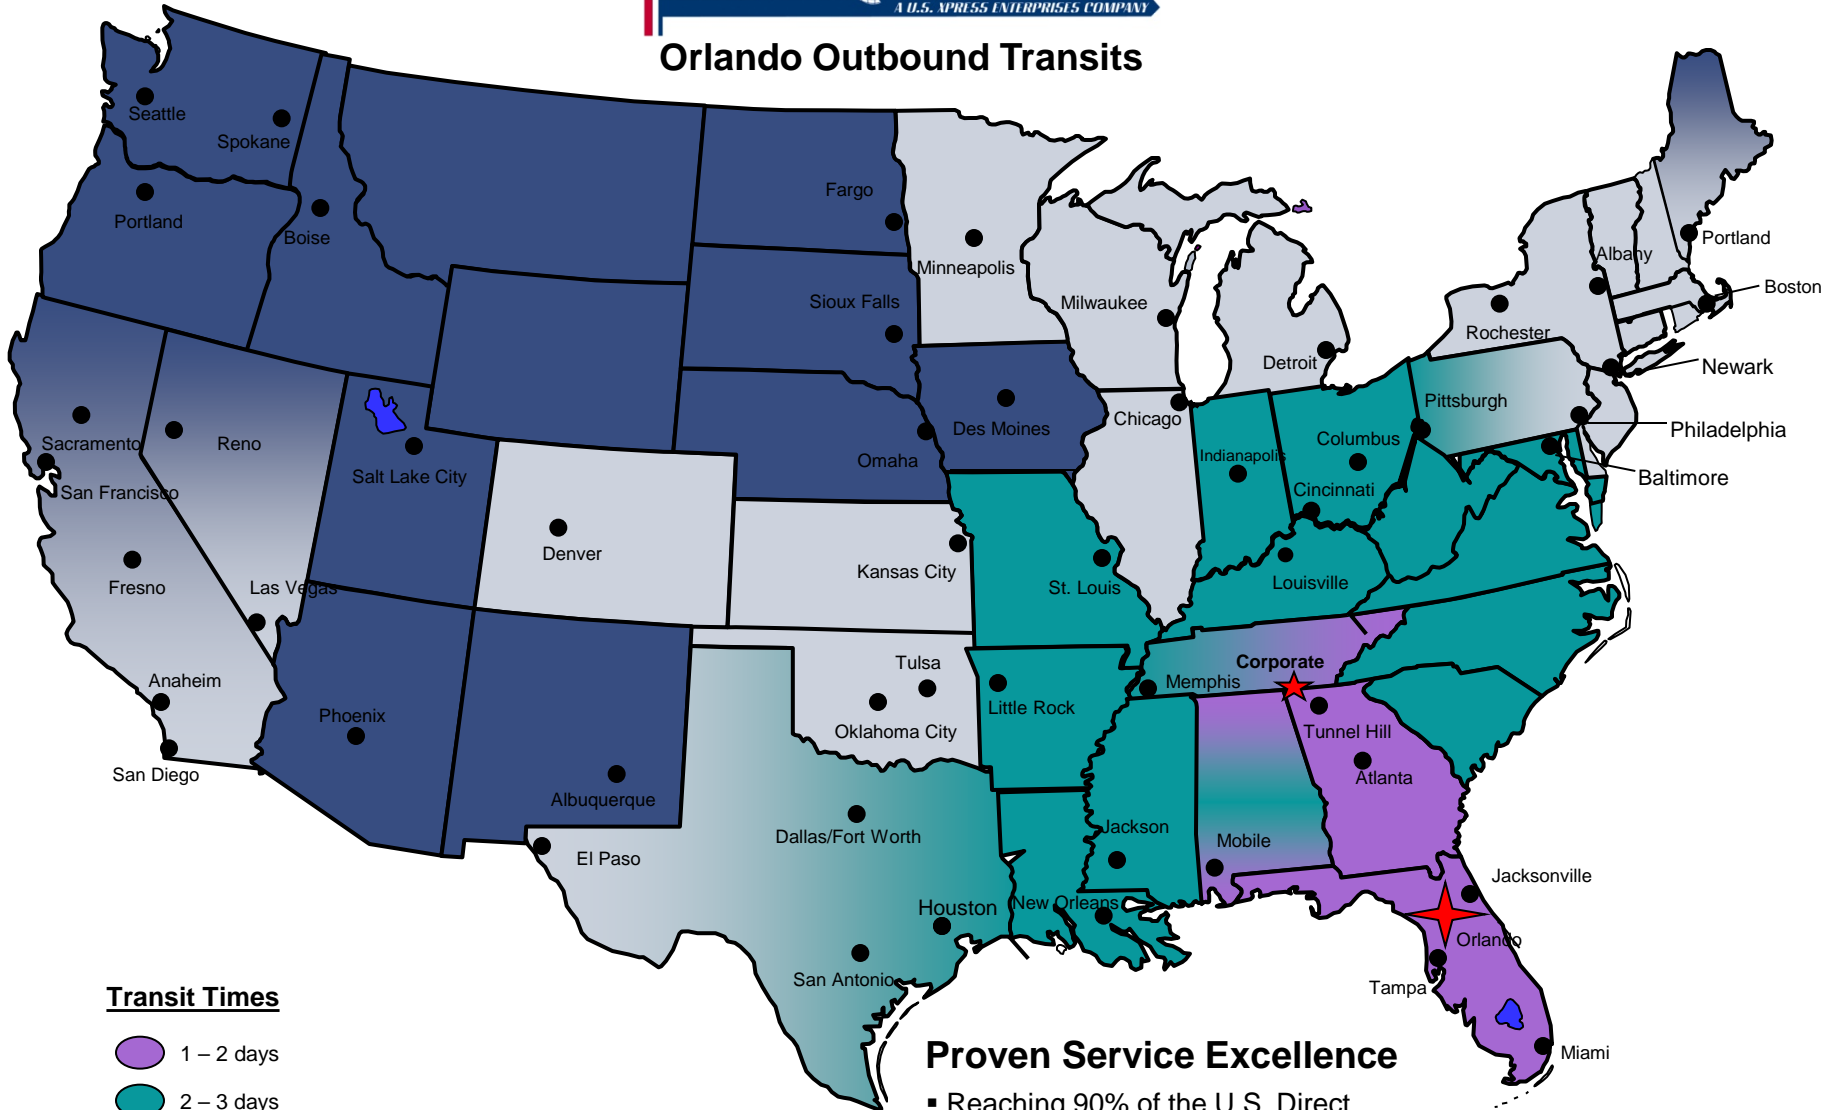 A U.S. XPRESS ENTERPRISES COMPANY
Orlando Outbound Transits
Seattle
Spokane
Portland
Boise
Fargo
Minneapolis
Sioux Falls
Milwaukee
Detroit
Albany
Portland
Boston
Rochester
Newark
Sacramento
Reno
San Francisco
Salt Lake City
Omaha
Des Moines
Chicago
Indianapolis
Columbus
Cincinnati
Pittsburgh
Philadelphia
Baltimore
Fresno
Las Vegas
Denver
Kansas City
St. Louis
Louisville
Anaheim
San Diego
Phoenix
Albuquerque
Tulsa
Oklahoma City
Little Rock
Memphis
Corporate
Tunnel Hill
Atlanta
El Paso
Dallas/Fort Worth
Jackson
Mobile
Houston
New Orleans
San Antonio
Jacksonville
Orlando
Tampa
Miami
Transit Times
1 – 2 days
2 – 3 days
Proven Service Excellence
▪ Reaching 90% of the U.S. Direct